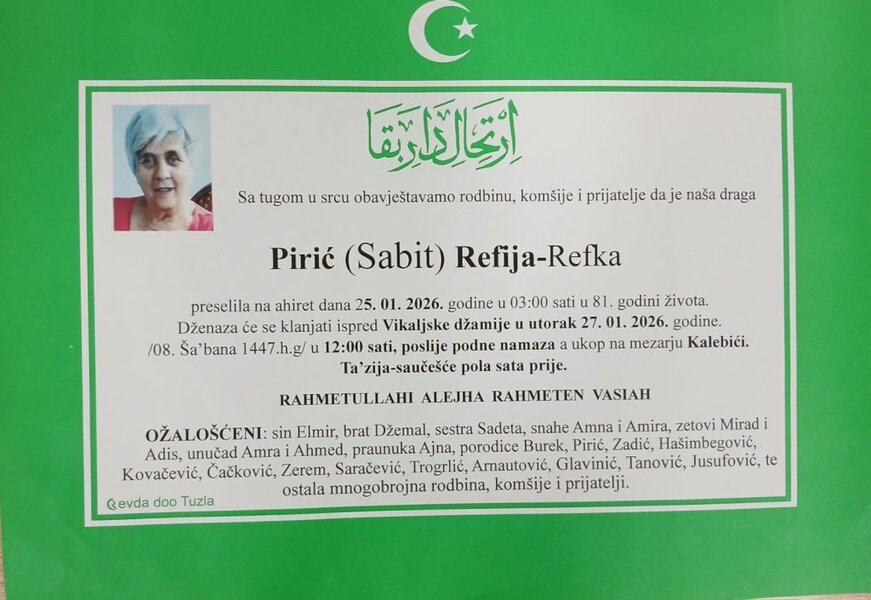 اِرْتِحَالِ دَارِ بَقَا
Sa tugom u srcu obavještavamo rodbinu, komšije i prijatelje da je naša draga
Pirić (Sabit) Refija-Refka
preselila na ahiret dana 25. 01. 2026. godine u 03:00 sati u 81. godini života.
Dženaza će se klanjati ispred Vikaljske džamije u utorak 27. 01. 2026. godine.
/08. Ša’bana 1447.h.g/ u 12:00 sati, poslije podne namaza a ukop na mezarju Kalebići.
Ta’zija-saučešće pola sata prije.
RAHMETULLAHI ALEJHA RAHMETEN VASIAH
OŽALOŠĆENI: sin Elmir, brat Džemal, sestra Sadeta, snahe Amna i Amira, zetovi Mirad i
Adis, unučad Amra i Ahmed, praunuka Ajna, porodice Burek, Pirić, Zadić, Hašimbegović,
Kovačević, Čačković, Zerem, Saračević, Trogrlić, Arnautović, Glavinić, Tanović, Jusufović, te
ostala mnogobrojna rodbina, komšije i prijatelji.
evda doo Tuzla